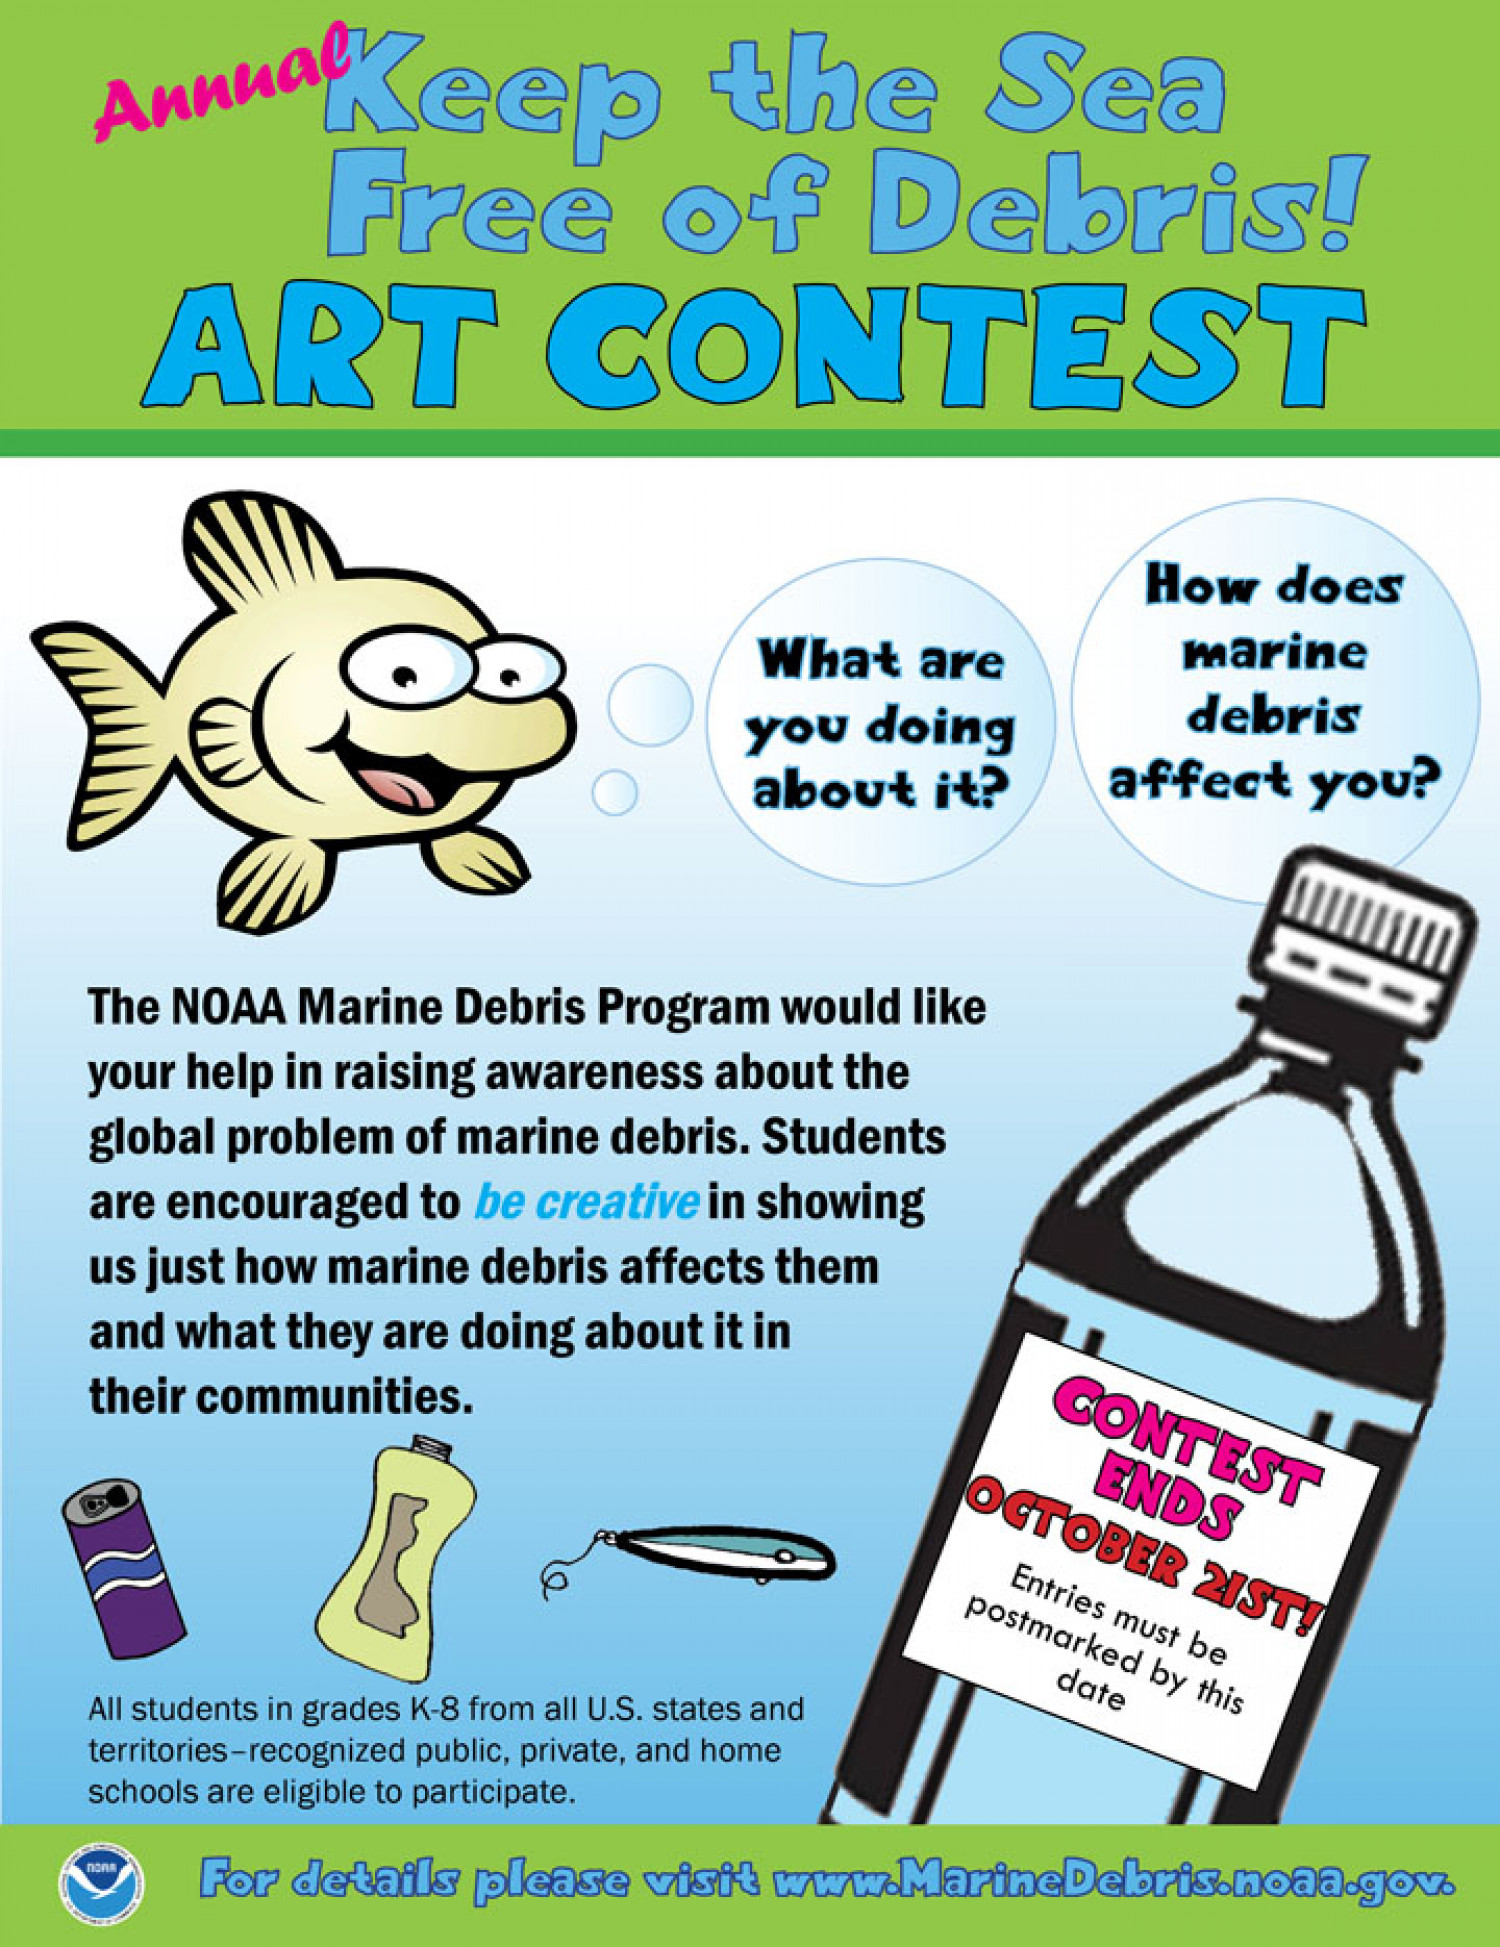 Annual Keep the Sea
Free of Debris!
ART CONTEST
What are
you doing
about it?
How does
marine
debris
affect you?
The NOAA Marine Debris Program would like
your help in raising awareness about the
global problem of marine debris. Students
are encouraged to be creative in showing
us just how marine debris affects them
and what they are doing about it in
their communities.
CONTEST
ENDS
OCTOBER 21ST!
Entries must be
postmarked by this
date
All students in grades K-8 from all U.S. states and
territories–recognized public, private, and home
schools are eligible to participate.
NOAA
For details please visit www.MarineDebris.noaa.gov.